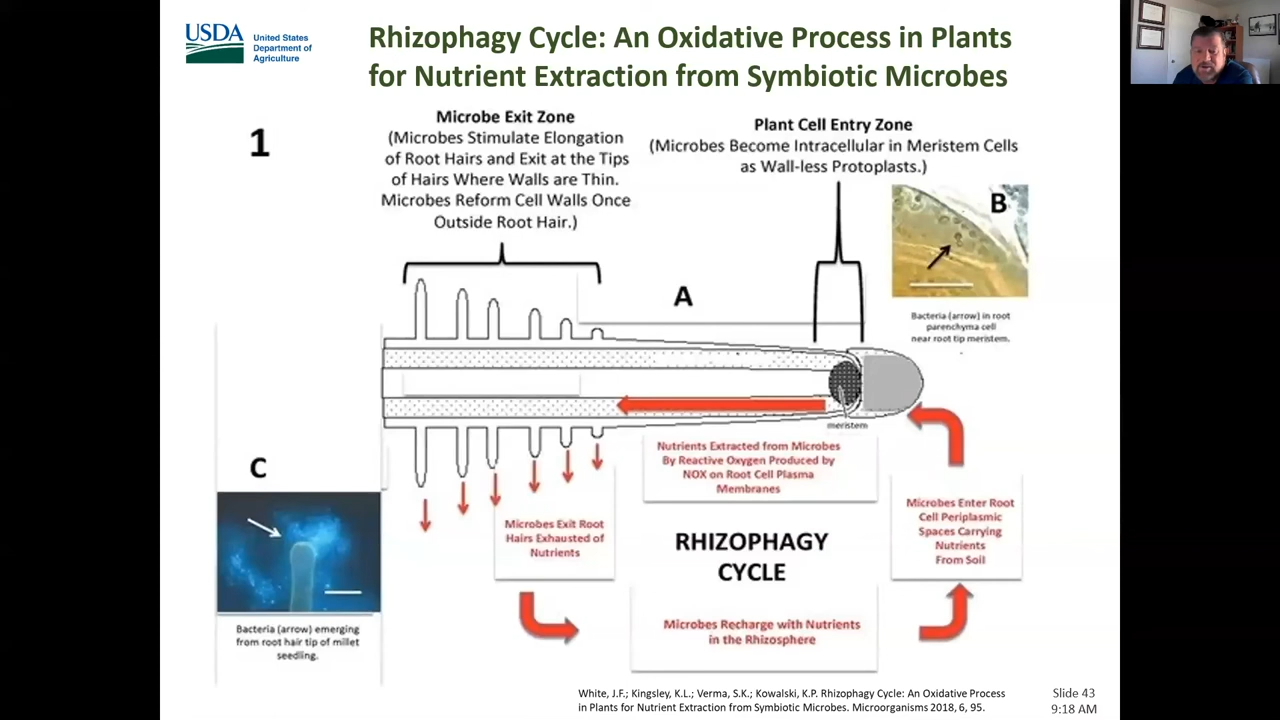 USDA
United States
Department of
Agriculture
Rhizophagy Cycle: An Oxidative Process in Plants
for Nutrient Extraction from Symbiotic Microbes
1
Microbe Exit Zone
(Microbes Stimulate Elongation
of Root Hairs and Exit at the Tips
of Hairs Where Walls are Thin.
Microbes Reform Cell Walls Once
Outside Root Hair.)
Plant Cell Entry Zone
(Microbes Become Intracellular in Meristem Cells
as Wall-less Protoplasts.)
B
A
Bacteria (arrow) in root
parenchyma cell
near root tip meristem.
meristem
Nutrients Extracted from Microbes
By Reactive Oxygen Produced by
NOX on Root Cell Plasma
Membranes
C
Microbes Exit Root
Hairs Exhausted of
Nutrients
RHIZOPHAGY
CYCLE
Microbes Enter Root
Cell Periplasmic
Spaces Carrying
Nutrients
From Soil
Microbes Recharge with Nutrients
in the Rhizosphere
Bacteria (arrow) emerging
from root hair tip of millet
seedling.
White, J.F.; Kingsley, K.L.; Verma, S.K.; Kowalski, K.P. Rhizophagy Cycle: An Oxidative Process
in Plants for Nutrient Extraction from Symbiotic Microbes. Microorganisms 2018, 6, 95.
Slide 43
9:18 AM